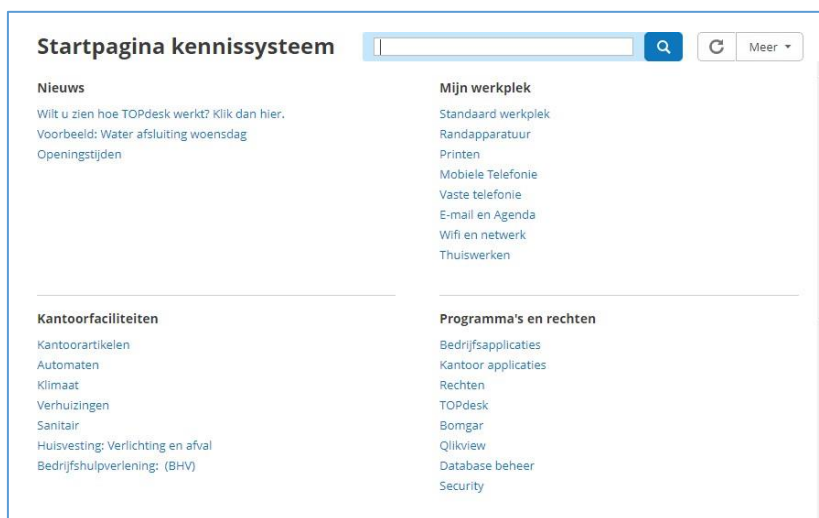 Startpagina kennissysteem
Meer
Nieuws
Wilt u zien hoe TOPdesk werkt? Klik dan hier.
Voorbeeld: Water afsluiting woensdag
Openingstijden
Mijn werkplek
Standaard werkplek
Randapparatuur
Printen
Mobiele Telefonie
Vaste telefonie
E-mail en Agenda
Wifi en netwerk
Thuiswerken
Kantoorfaciliteiten
Kantoorartikelen
Automaten
Klimaat
Verhuizingen
Sanitair
Huisvesting: Verlichting en afval
Bedrijfshulpverlening: (BHV)
Programma's en rechten
Bedrijfsapplicaties
Kantoor applicaties
Rechten
TOPdesk
Bomgar
Qlikview
Database beheer
Security